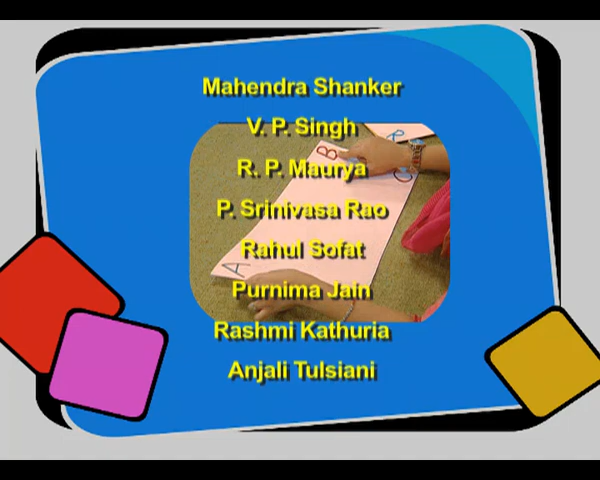 Mahendra Shanker
V. P. Singh
R. P. Maurya
P. Srinivasa Rao
Rahul Sofat
Purnima Jain
Rashmi Kathuria
Anjali Tulsiani
B
R
C
A